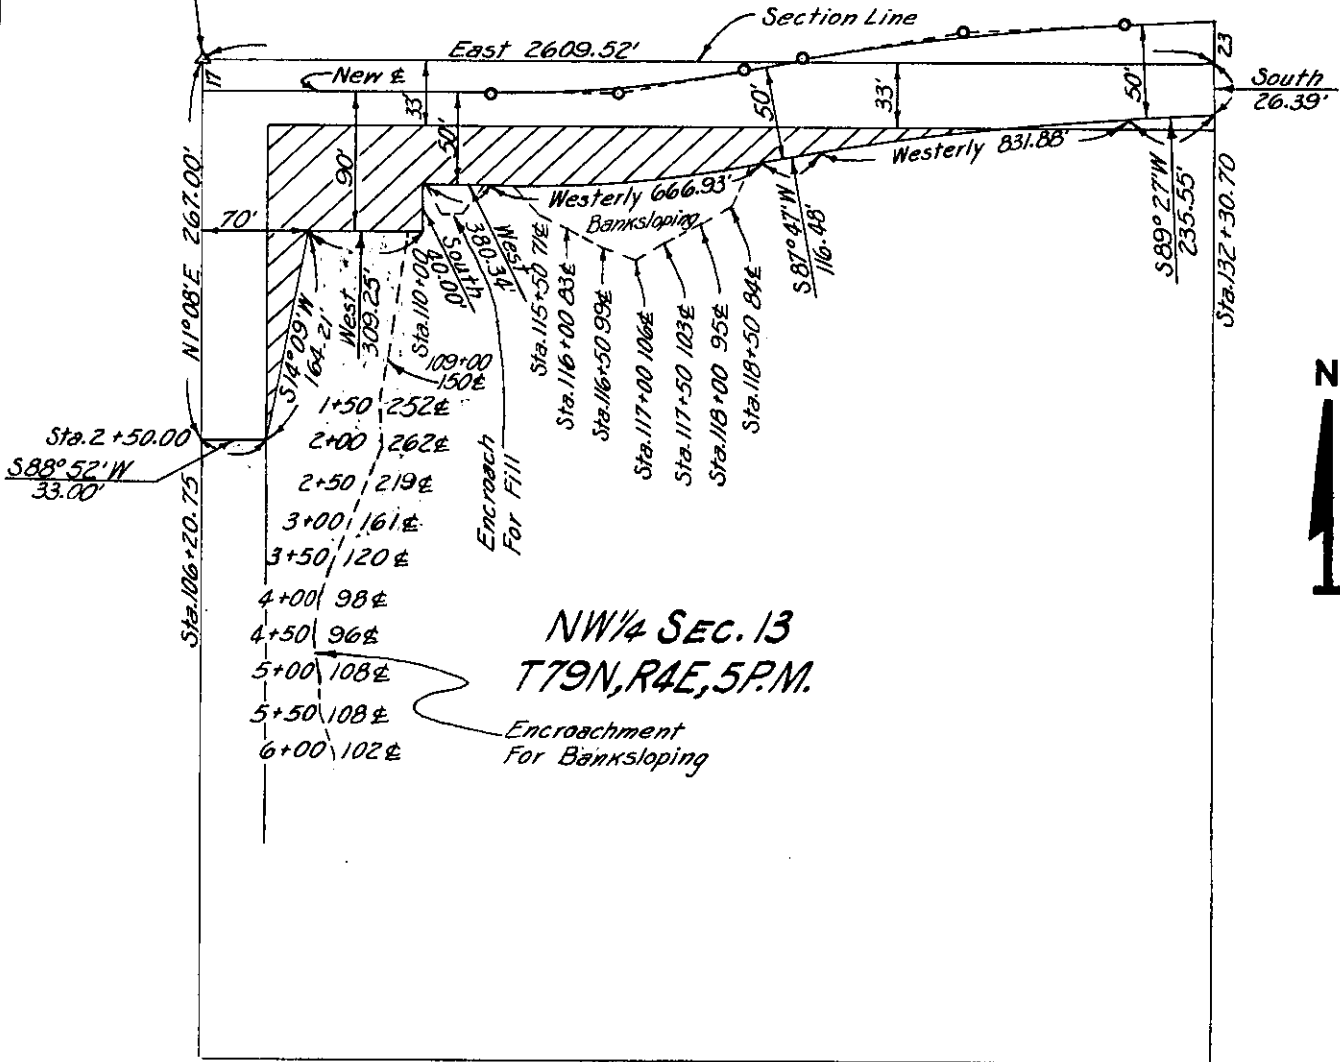 Section Line
East 2609.52'
23
17
New ℄
33'
50'
33'
50'
South
26.39'
50'
90'
Westerly 831.88'
Westerly 666.93'
Banksloping
N1°08'E 267.00'
70'
S14°09'W
164.21'
West
309.25'
Sta.110+00
South
40.00'
West
380.34'
Sta.115+50 71℄
Sta.116+00 83℄
Sta.116+50 99℄
Sta.117+00 106℄
Sta.117+50 103℄
Sta.118+00 95℄
Sta.118+50 84℄
S87°47'W
116.48'
S89°27'W
235.55'
Sta.132+30.70
109+00
150℄
1+50 252℄
2+00 262℄
2+50 219℄
3+00 161℄
3+50 120℄
4+00 98℄
4+50 96℄
5+00 108℄
5+50 108℄
6+00 102℄
Sta.2+50.00
S88°52'W
33.00'
Sta.106+20.75
Encroach
For Fill
N
NW¼ SEC. 13
T79N,R4E,5P.M.
Encroachment
For Banksloping